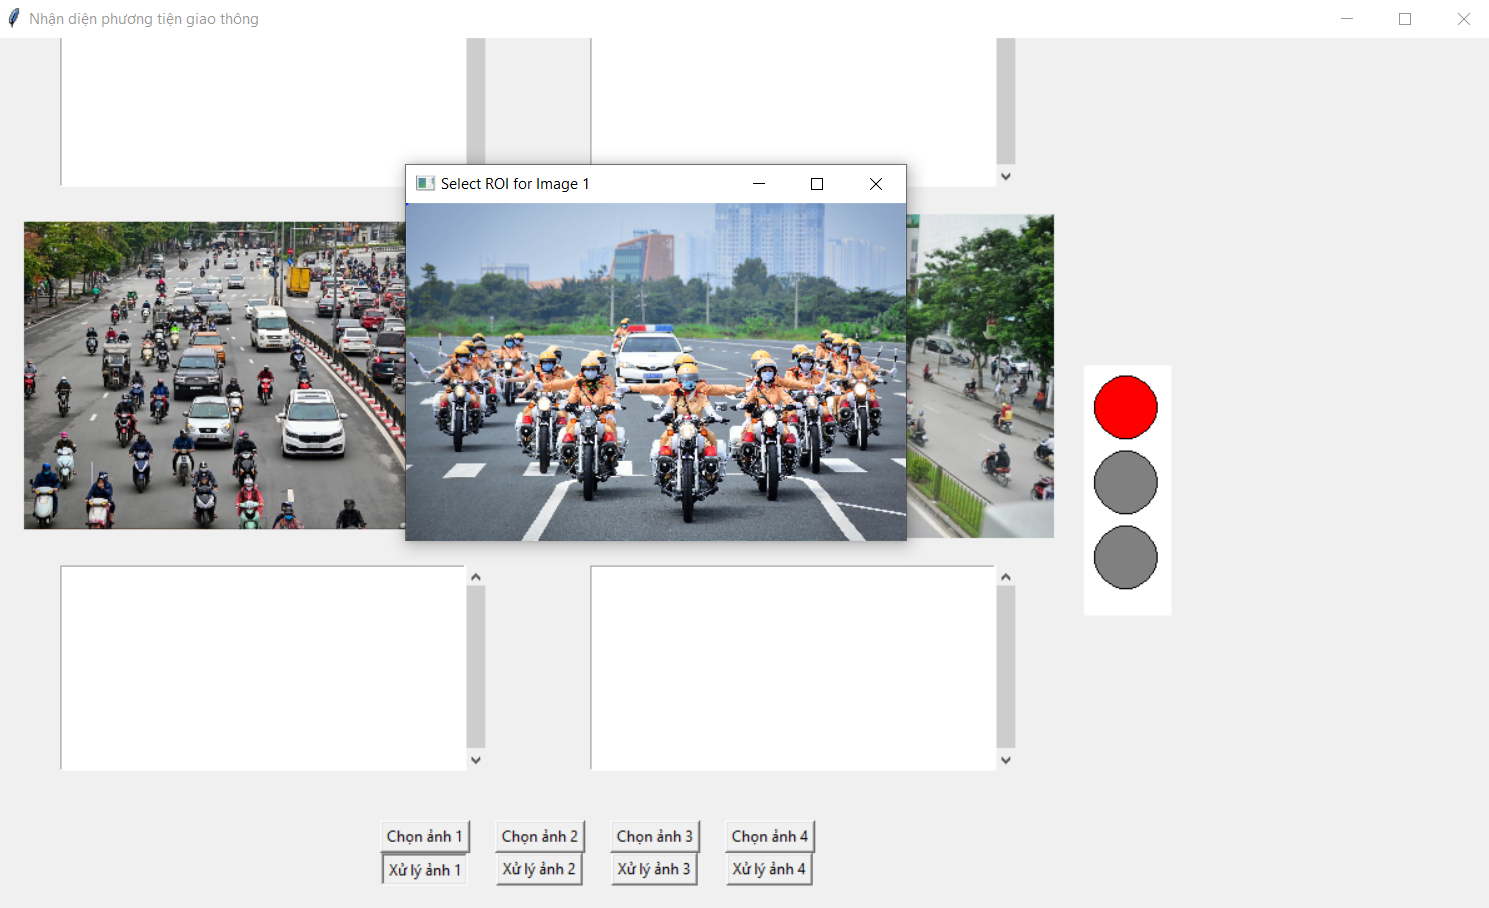 Nhận diện phương tiện giao thông
Select ROI for Image 1
Chọn ảnh 1
Chọn ảnh 2
Chọn ảnh 3
Chọn ảnh 4
Xử lý ảnh 1
Xử lý ảnh 2
Xử lý ảnh 3
Xử lý ảnh 4